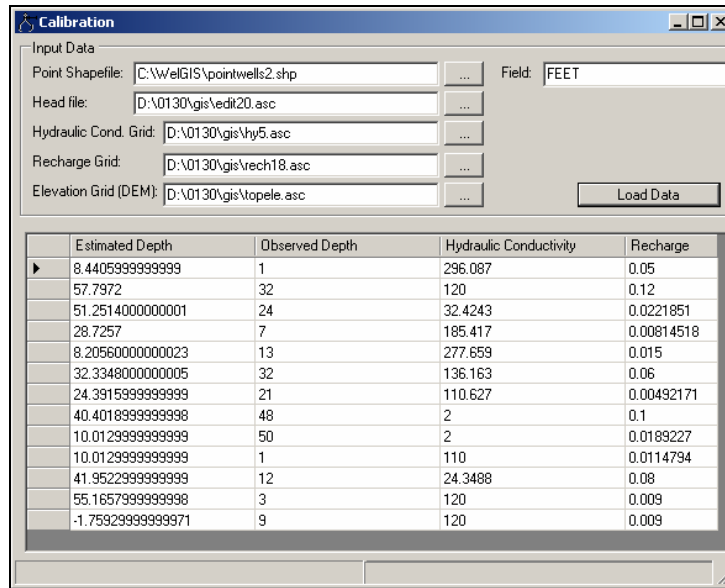 Calibration
Input Data
Point Shapefile: C:\WelGIS\pointwells2.shp ... Field: FEET
Head file: D:\0130\gis\edit20.asc ...
Hydraulic Cond. Grid: D:\0130\gis\hy5.asc ...
Recharge Grid: D:\0130\gis\rech18.asc ...
Elevation Grid (DEM): D:\0130\gis\topele.asc ... Load Data
Estimated Depth Observed Depth Hydraulic Conductivity Recharge
8.4405999999999 1 296.087 0.05
57.7972 32 120 0.12
51.2514000000001 24 32.4243 0.0221851
28.7257 7 185.417 0.00814518
8.20560000000023 13 277.659 0.015
32.3348000000005 32 136.163 0.06
24.3915999999999 21 110.627 0.00492171
40.4018999999998 48 2 0.1
10.0129999999999 50 2 0.0189227
10.0129999999999 1 110 0.0114794
41.9522999999999 12 24.3488 0.08
55.1657999999998 3 120 0.009
-1.75929999999971 9 120 0.009